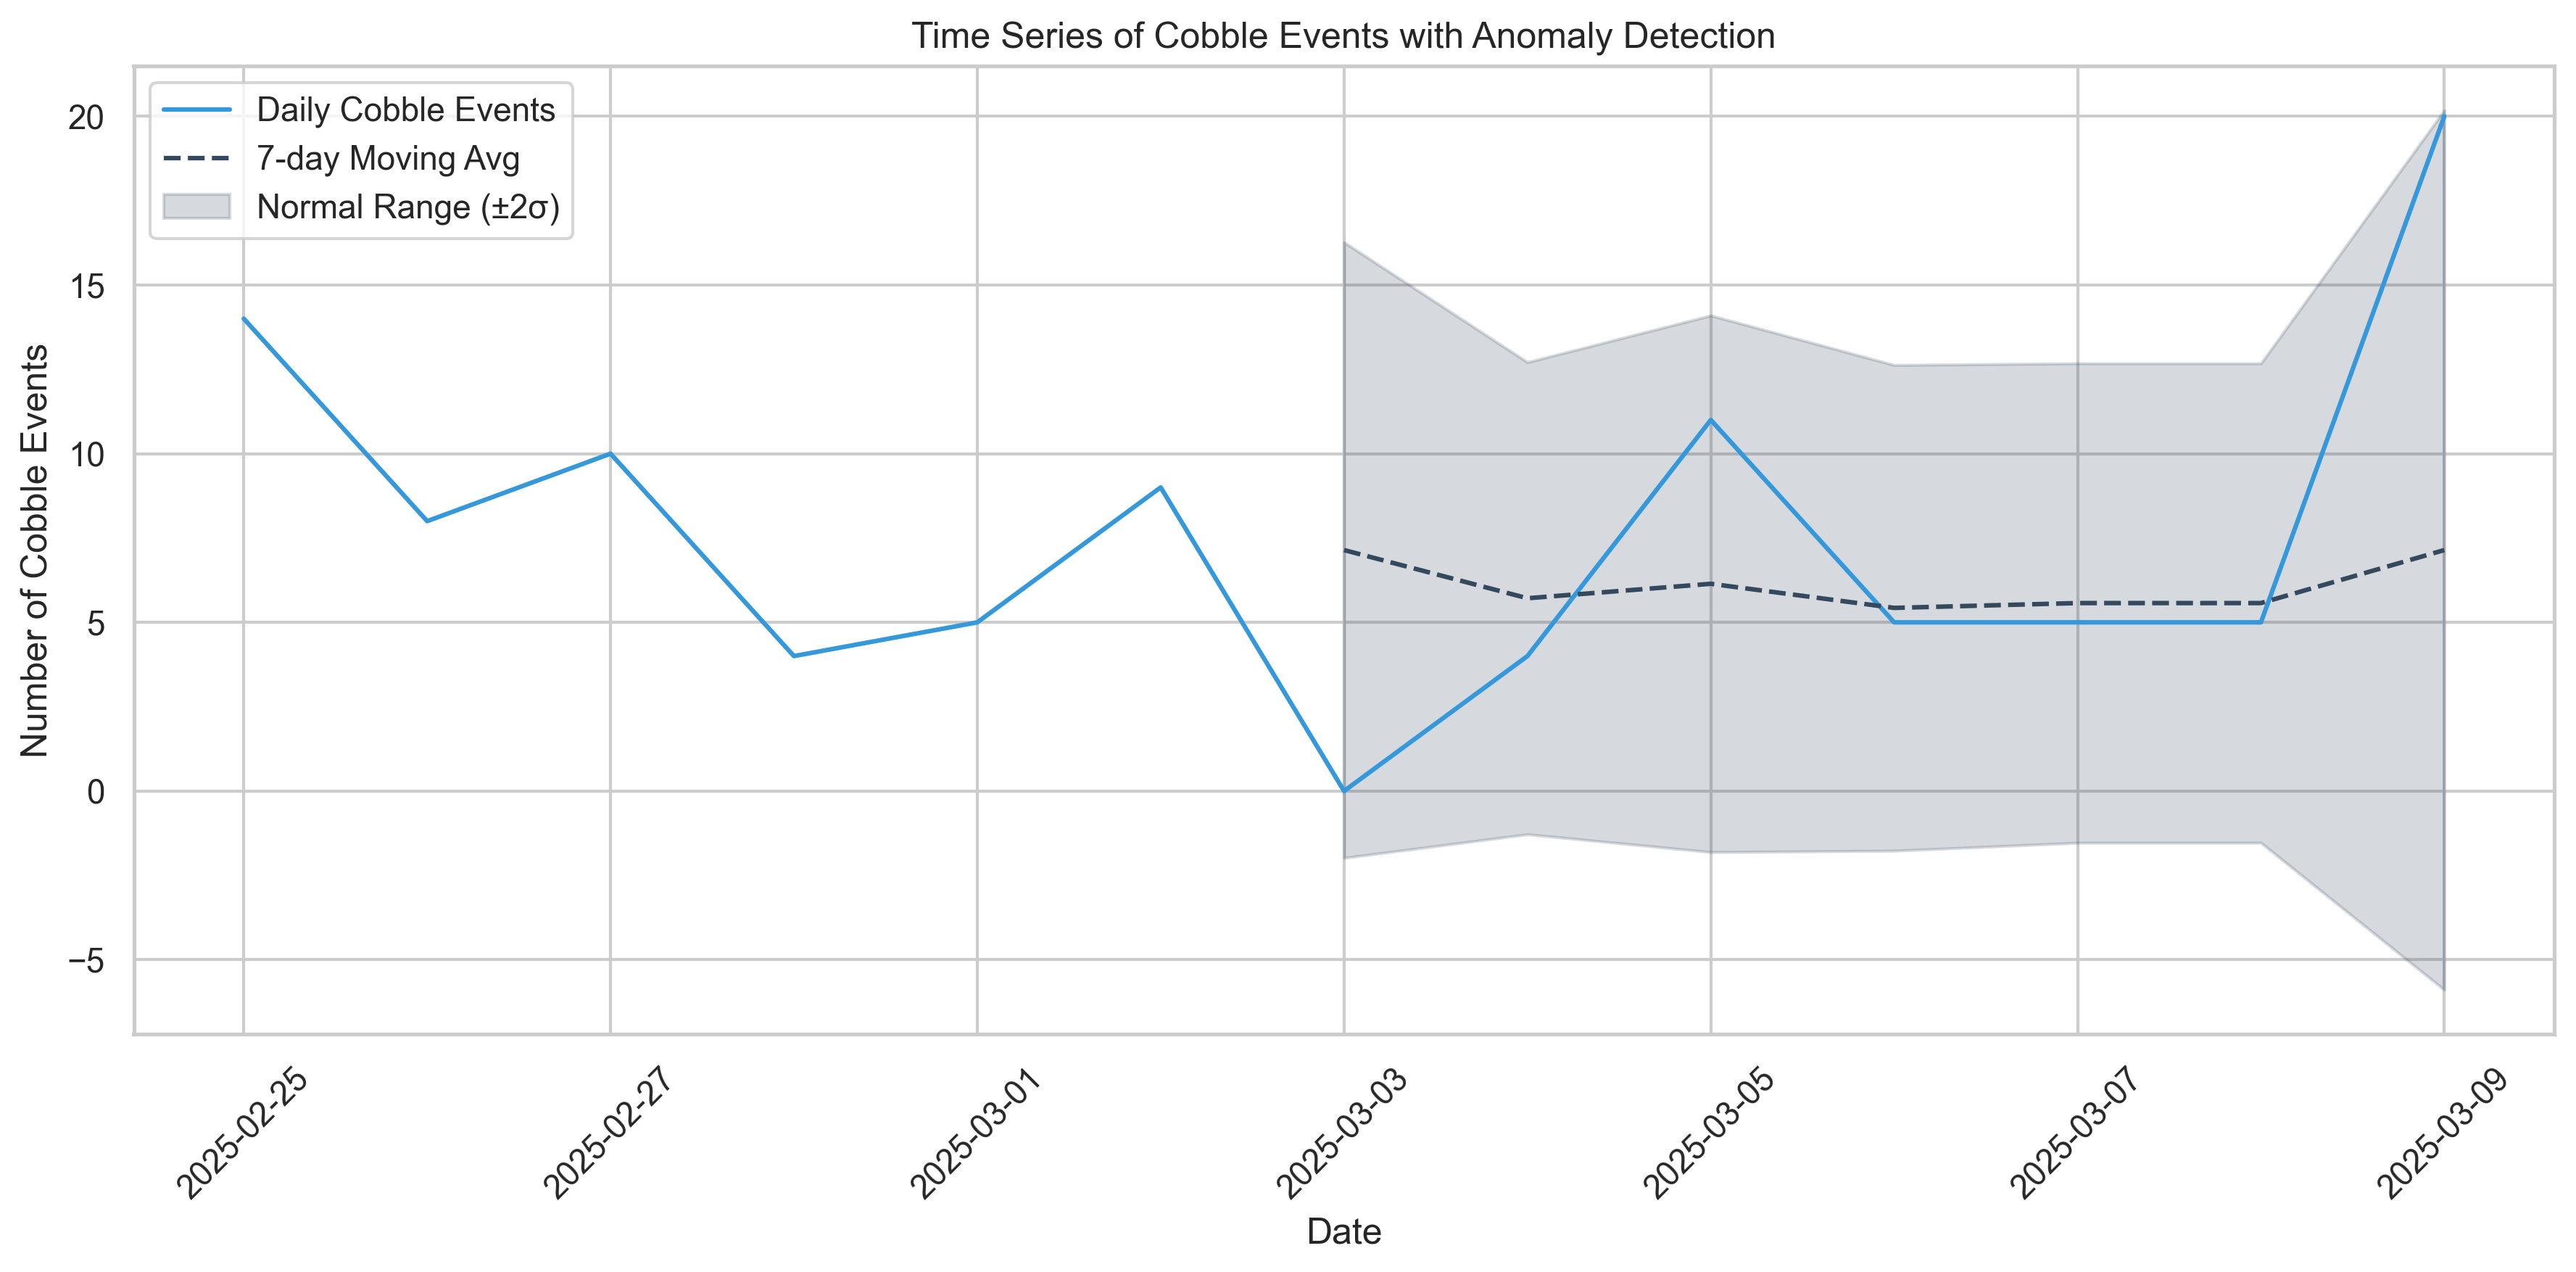 Time Series of Cobble Events with Anomaly Detection
Daily Cobble Events
7-day Moving Avg
Normal Range (±2σ)
Number of Cobble Events
20
15
10
5
0
−5
2025-02-25
2025-02-27
2025-03-01
2025-03-03
2025-03-05
2025-03-07
2025-03-09
Date